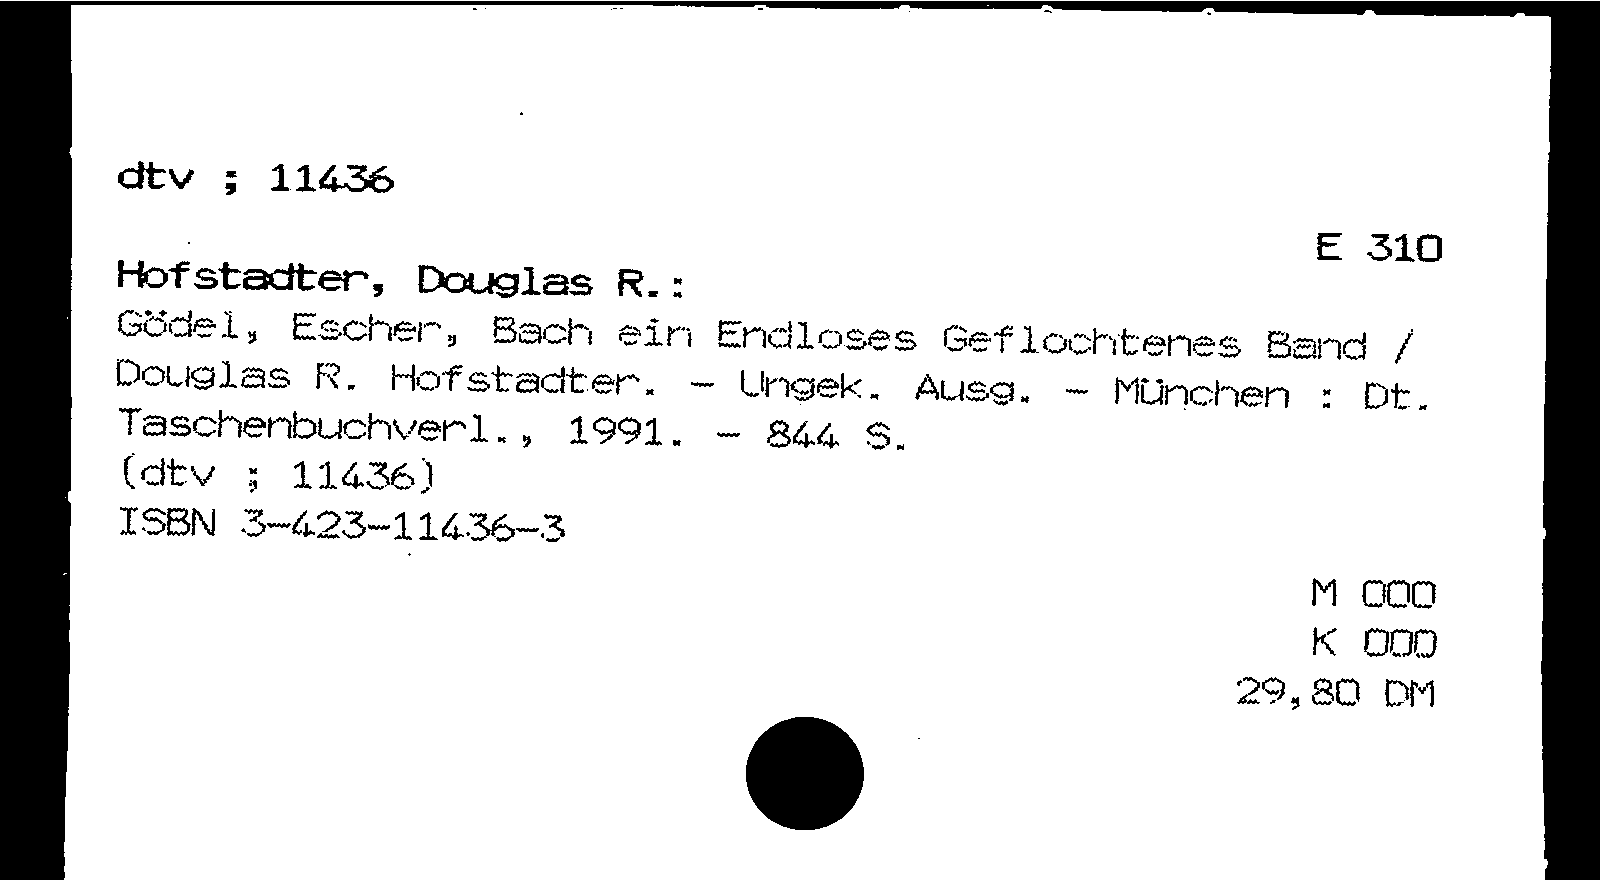 dtv ; 11436
E 310
Hofstadter, Douglas R.:
Gödel, Escher, Bach ein Endloses Geflochtenes Band /
Douglas R. Hofstadter. - Ungek. Ausg. - München : Dt.
Taschenbuchverl., 1991. - 844 S.
(dtv ; 11436)
ISBN 3-423-11436-3
M 000
K 000
29,80 DM